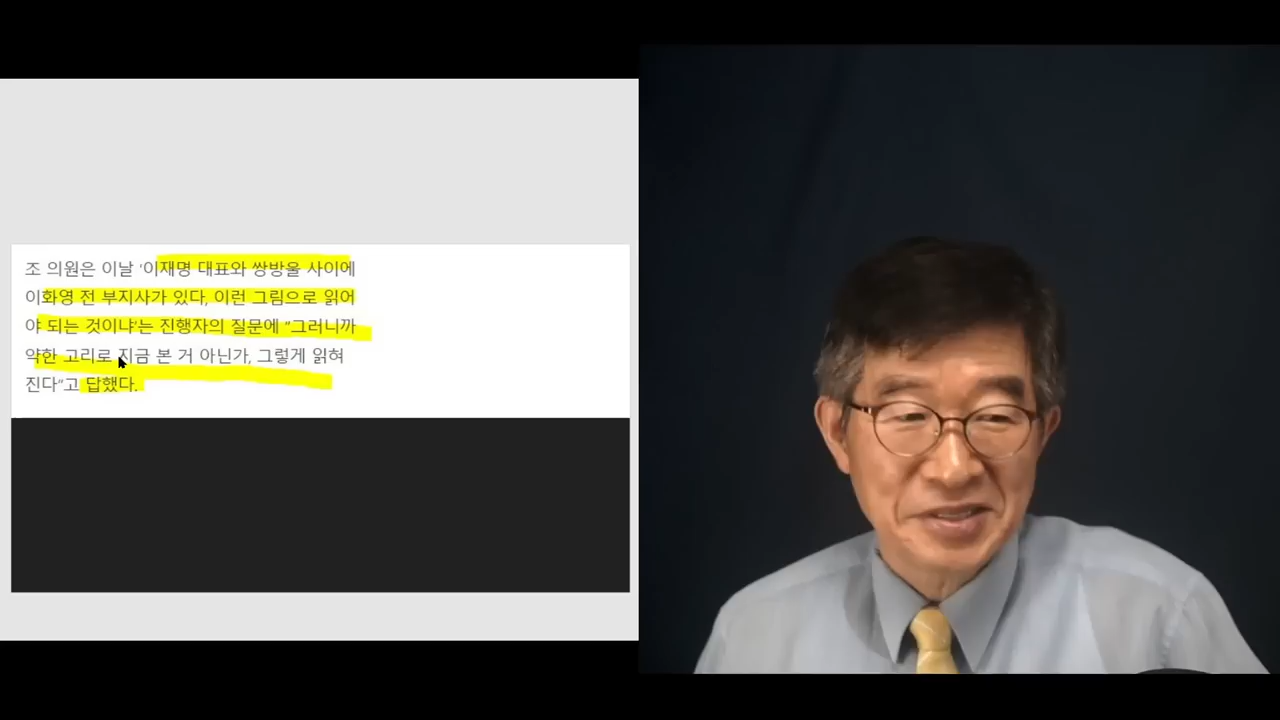 조 의원은 이날 '이재명 대표와 쌍방울 사이에
이화영 전 부지사가 있다, 이런 그림으로 읽어
야 되는 것이냐'는 진행자의 질문에 "그러니까
약한 고리로 지금 본 거 아닌가, 그렇게 읽혀
진다"고 답했다.